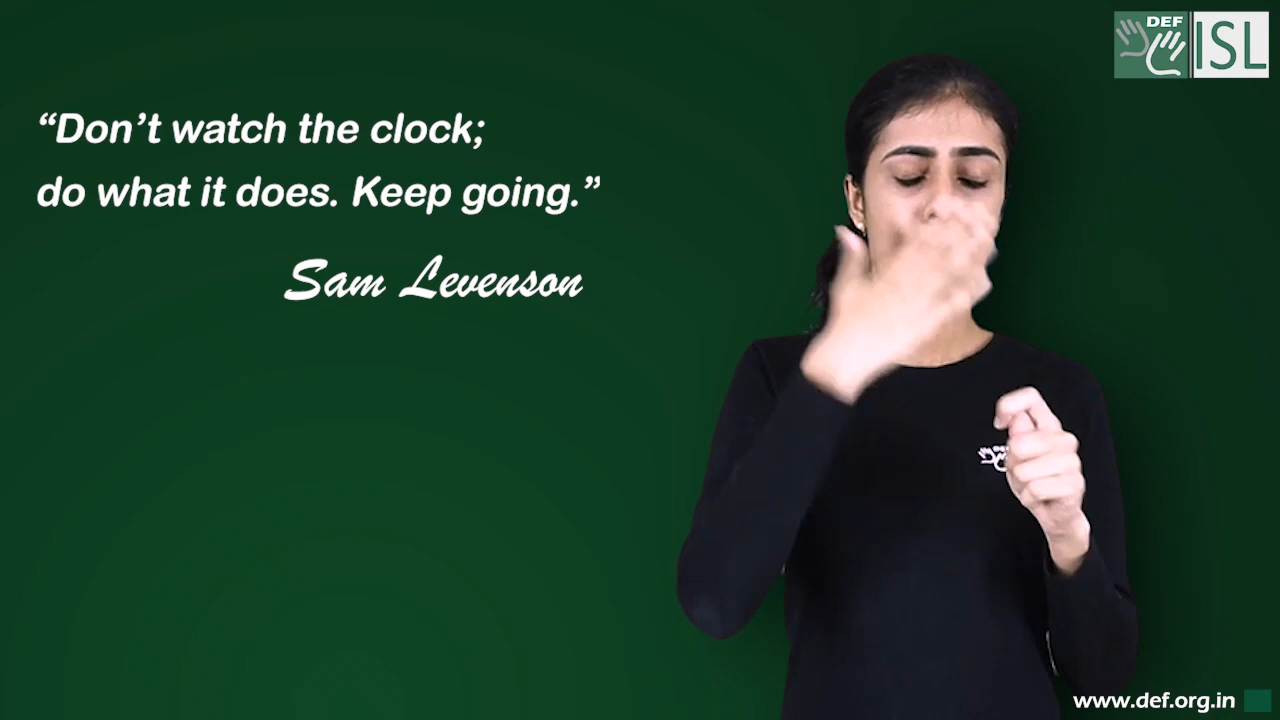 DEF
ISL
“Don’t watch the clock;
do what it does. Keep going.”
Sam Levenson
www.def.org.in